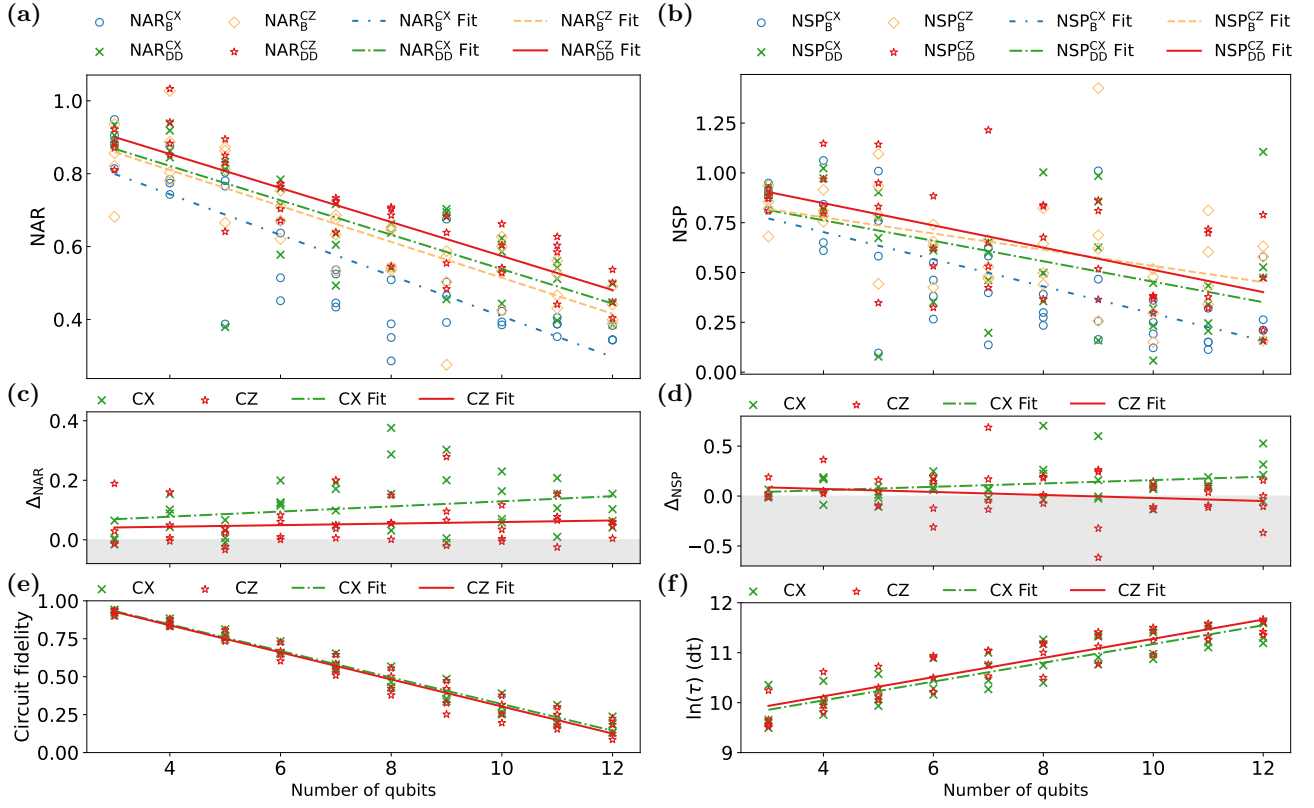 (a)
NAR_B^CX NAR_B^CZ NAR_B^CX Fit NAR_B^CZ Fit
NAR_DD^CX NAR_DD^CZ NAR_DD^CX Fit NAR_DD^CZ Fit
NAR
1.0
0.8
0.6
0.4
(b)
NSP_B^CX NSP_B^CZ NSP_B^CX Fit NSP_B^CZ Fit
NSP_DD^CX NSP_DD^CZ NSP_DD^CX Fit NSP_DD^CZ Fit
NSP
1.25
1.00
0.75
0.50
0.25
0.00
(c)
CX CZ CX Fit CZ Fit
Δ_NAR
0.4
0.2
0.0
(d)
CX CZ CX Fit CZ Fit
Δ_NSP
0.5
0.0
−0.5
(e)
CX CZ CX Fit CZ Fit
Circuit fidelity
1.00
0.75
0.50
0.25
0.00
4 6 8 10 12
Number of qubits
(f)
CX CZ CX Fit CZ Fit
ln(τ) (dt)
12
11
10
9
4 6 8 10 12
Number of qubits